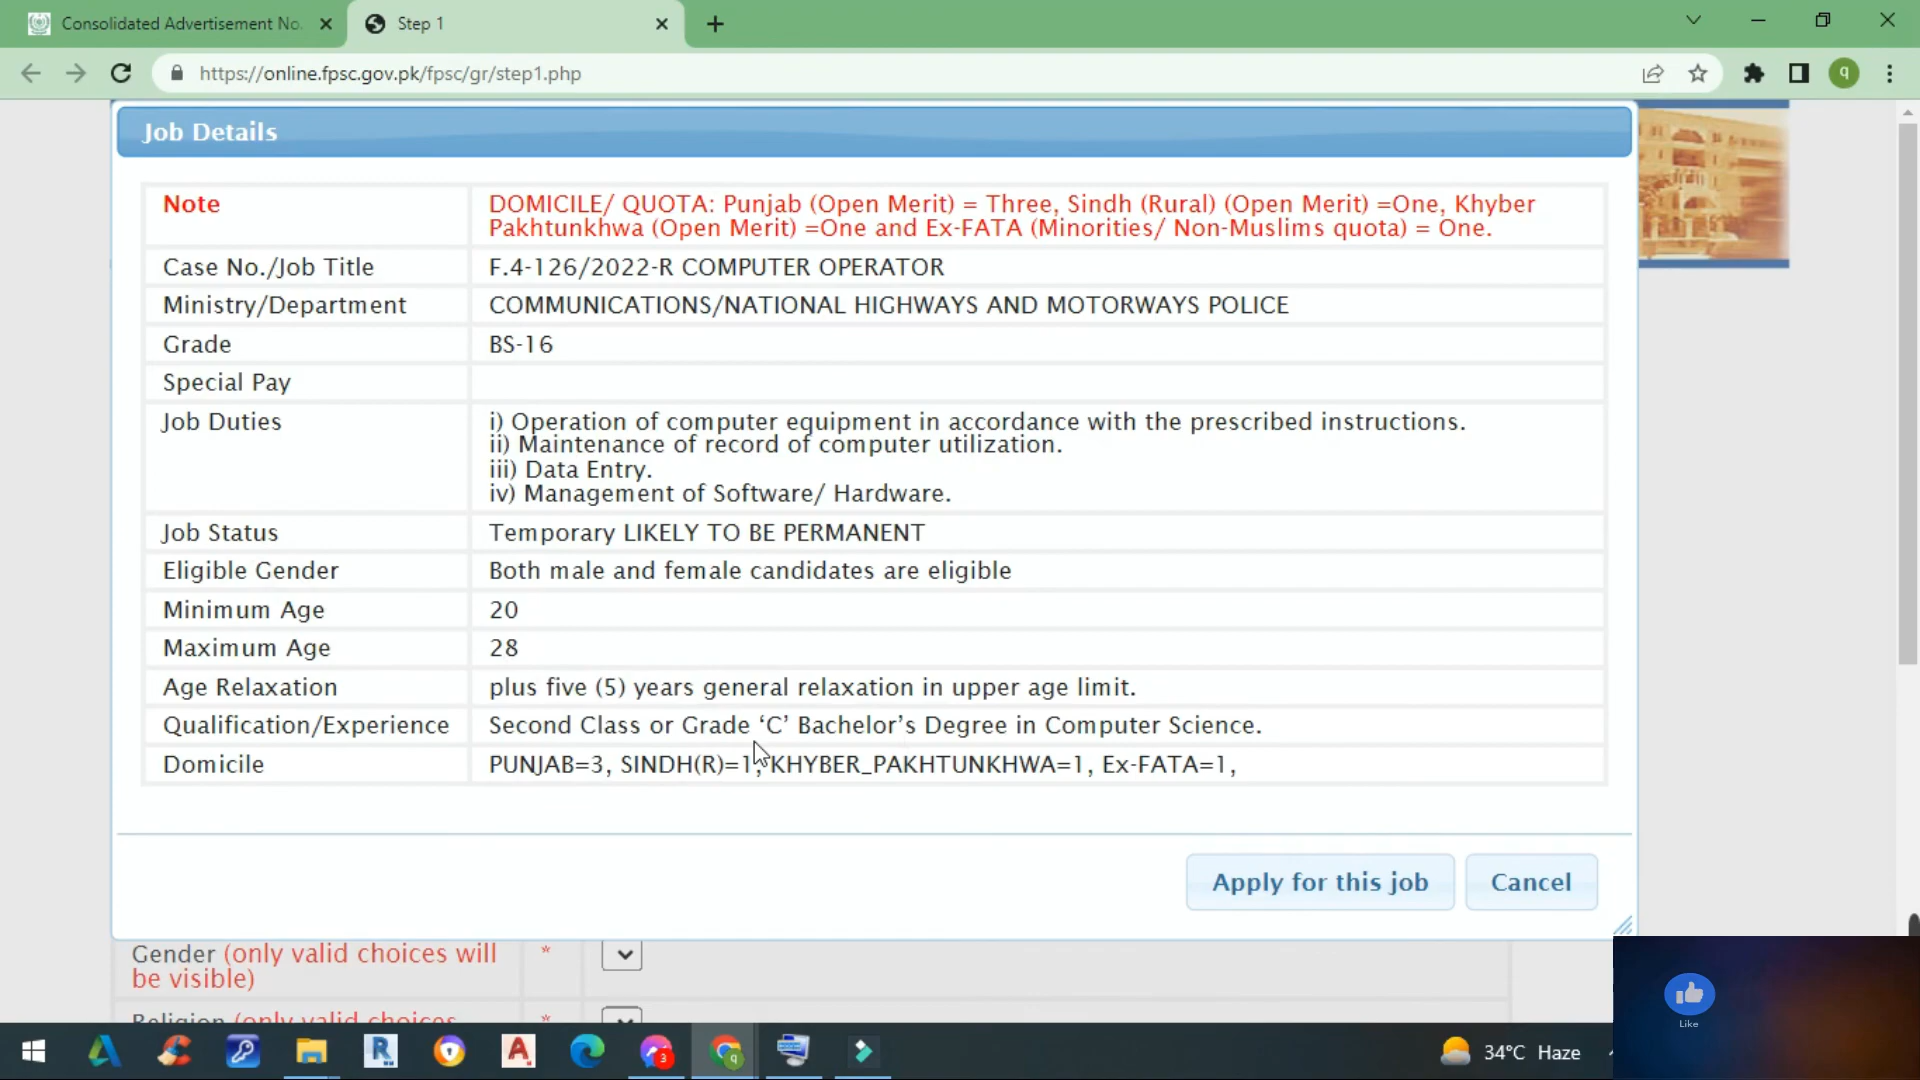 Consolidated Advertisement No.
Step 1
https://online.fpsc.gov.pk/fpsc/gr/step1.php
q
Job Details
Note
DOMICILE/ QUOTA: Punjab (Open Merit) = Three, Sindh (Rural) (Open Merit) =One, Khyber
Pakhtunkhwa (Open Merit) =One and Ex-FATA (Minorities/ Non-Muslims quota) = One.
Case No./Job Title
F.4-126/2022-R COMPUTER OPERATOR
Ministry/Department
COMMUNICATIONS/NATIONAL HIGHWAYS AND MOTORWAYS POLICE
Grade
BS-16
Special Pay
Job Duties
i) Operation of computer equipment in accordance with the prescribed instructions.
ii) Maintenance of record of computer utilization.
iii) Data Entry.
iv) Management of Software/ Hardware.
Job Status
Temporary LIKELY TO BE PERMANENT
Eligible Gender
Both male and female candidates are eligible
Minimum Age
20
Maximum Age
28
Age Relaxation
plus five (5) years general relaxation in upper age limit.
Qualification/Experience
Second Class or Grade ‘C’ Bachelor’s Degree in Computer Science.
Domicile
PUNJAB=3, SINDH(R)=1, KHYBER_PAKHTUNKHWA=1, Ex-FATA=1,
Apply for this job
Cancel
Gender (only valid choices will
be visible)
*
Religion (only valid choices
*
Like
R
A
3
q
34°C Haze